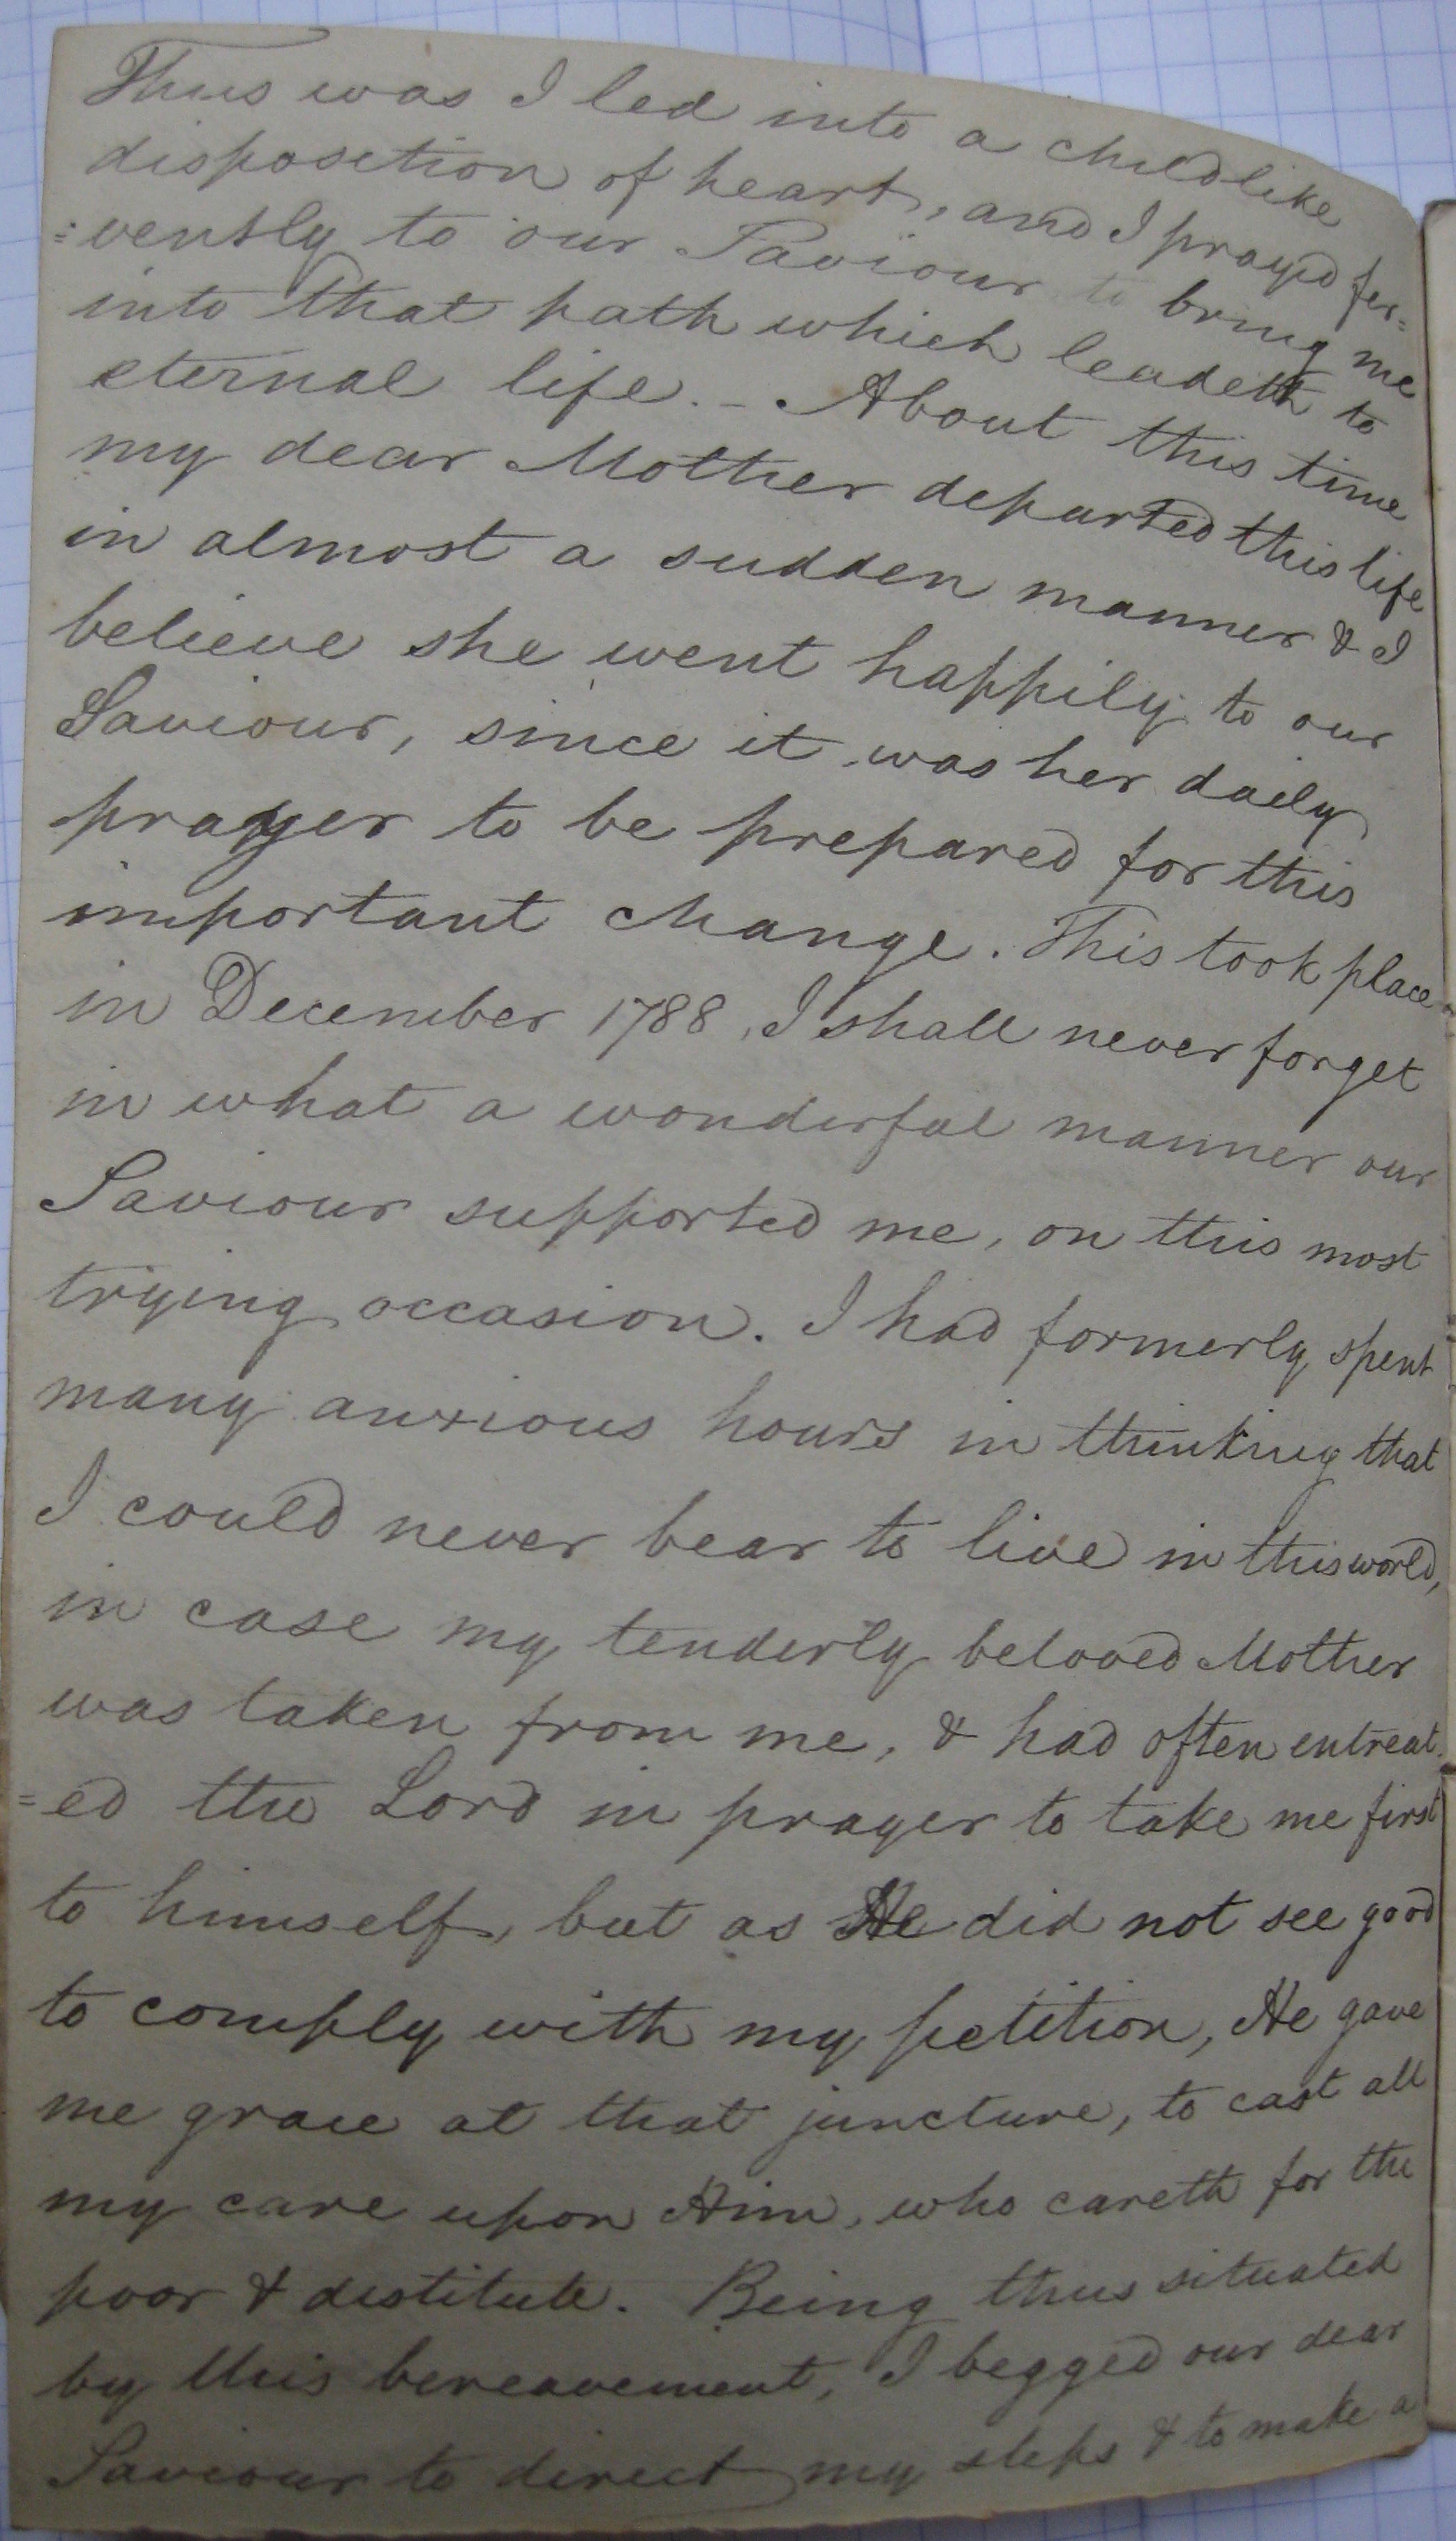 Thus was I led into a childlike
disposition of heart, and I prayed fer=
=vently to our Saviour to bring me
into that path which leadeth to
eternal life. - About this time
my dear Mother departed this life
in almost a sudden manner & I
believe she went happily to our
Saviour, since it was her daily
prayer to be prepared for this
important change. This took place
in December 1788, I shall never forget
in what a wonderful manner our
Saviour supported me, on this most
trying occasion. I had formerly spent
many anxious hours in thinking that
I could never bear to live in this world,
in case my tenderly beloved Mother
was taken from me, & had often entreat
=ed the Lord in prayer to take me first
to himself, but as He did not see good
to comply with my petition, He gave
me grace at that juncture, to cast all
my care upon Him, who careth for the
poor & destitute. Being thus situated
by this bereavement, I begged our dear
Saviour to direct my steps & to make a